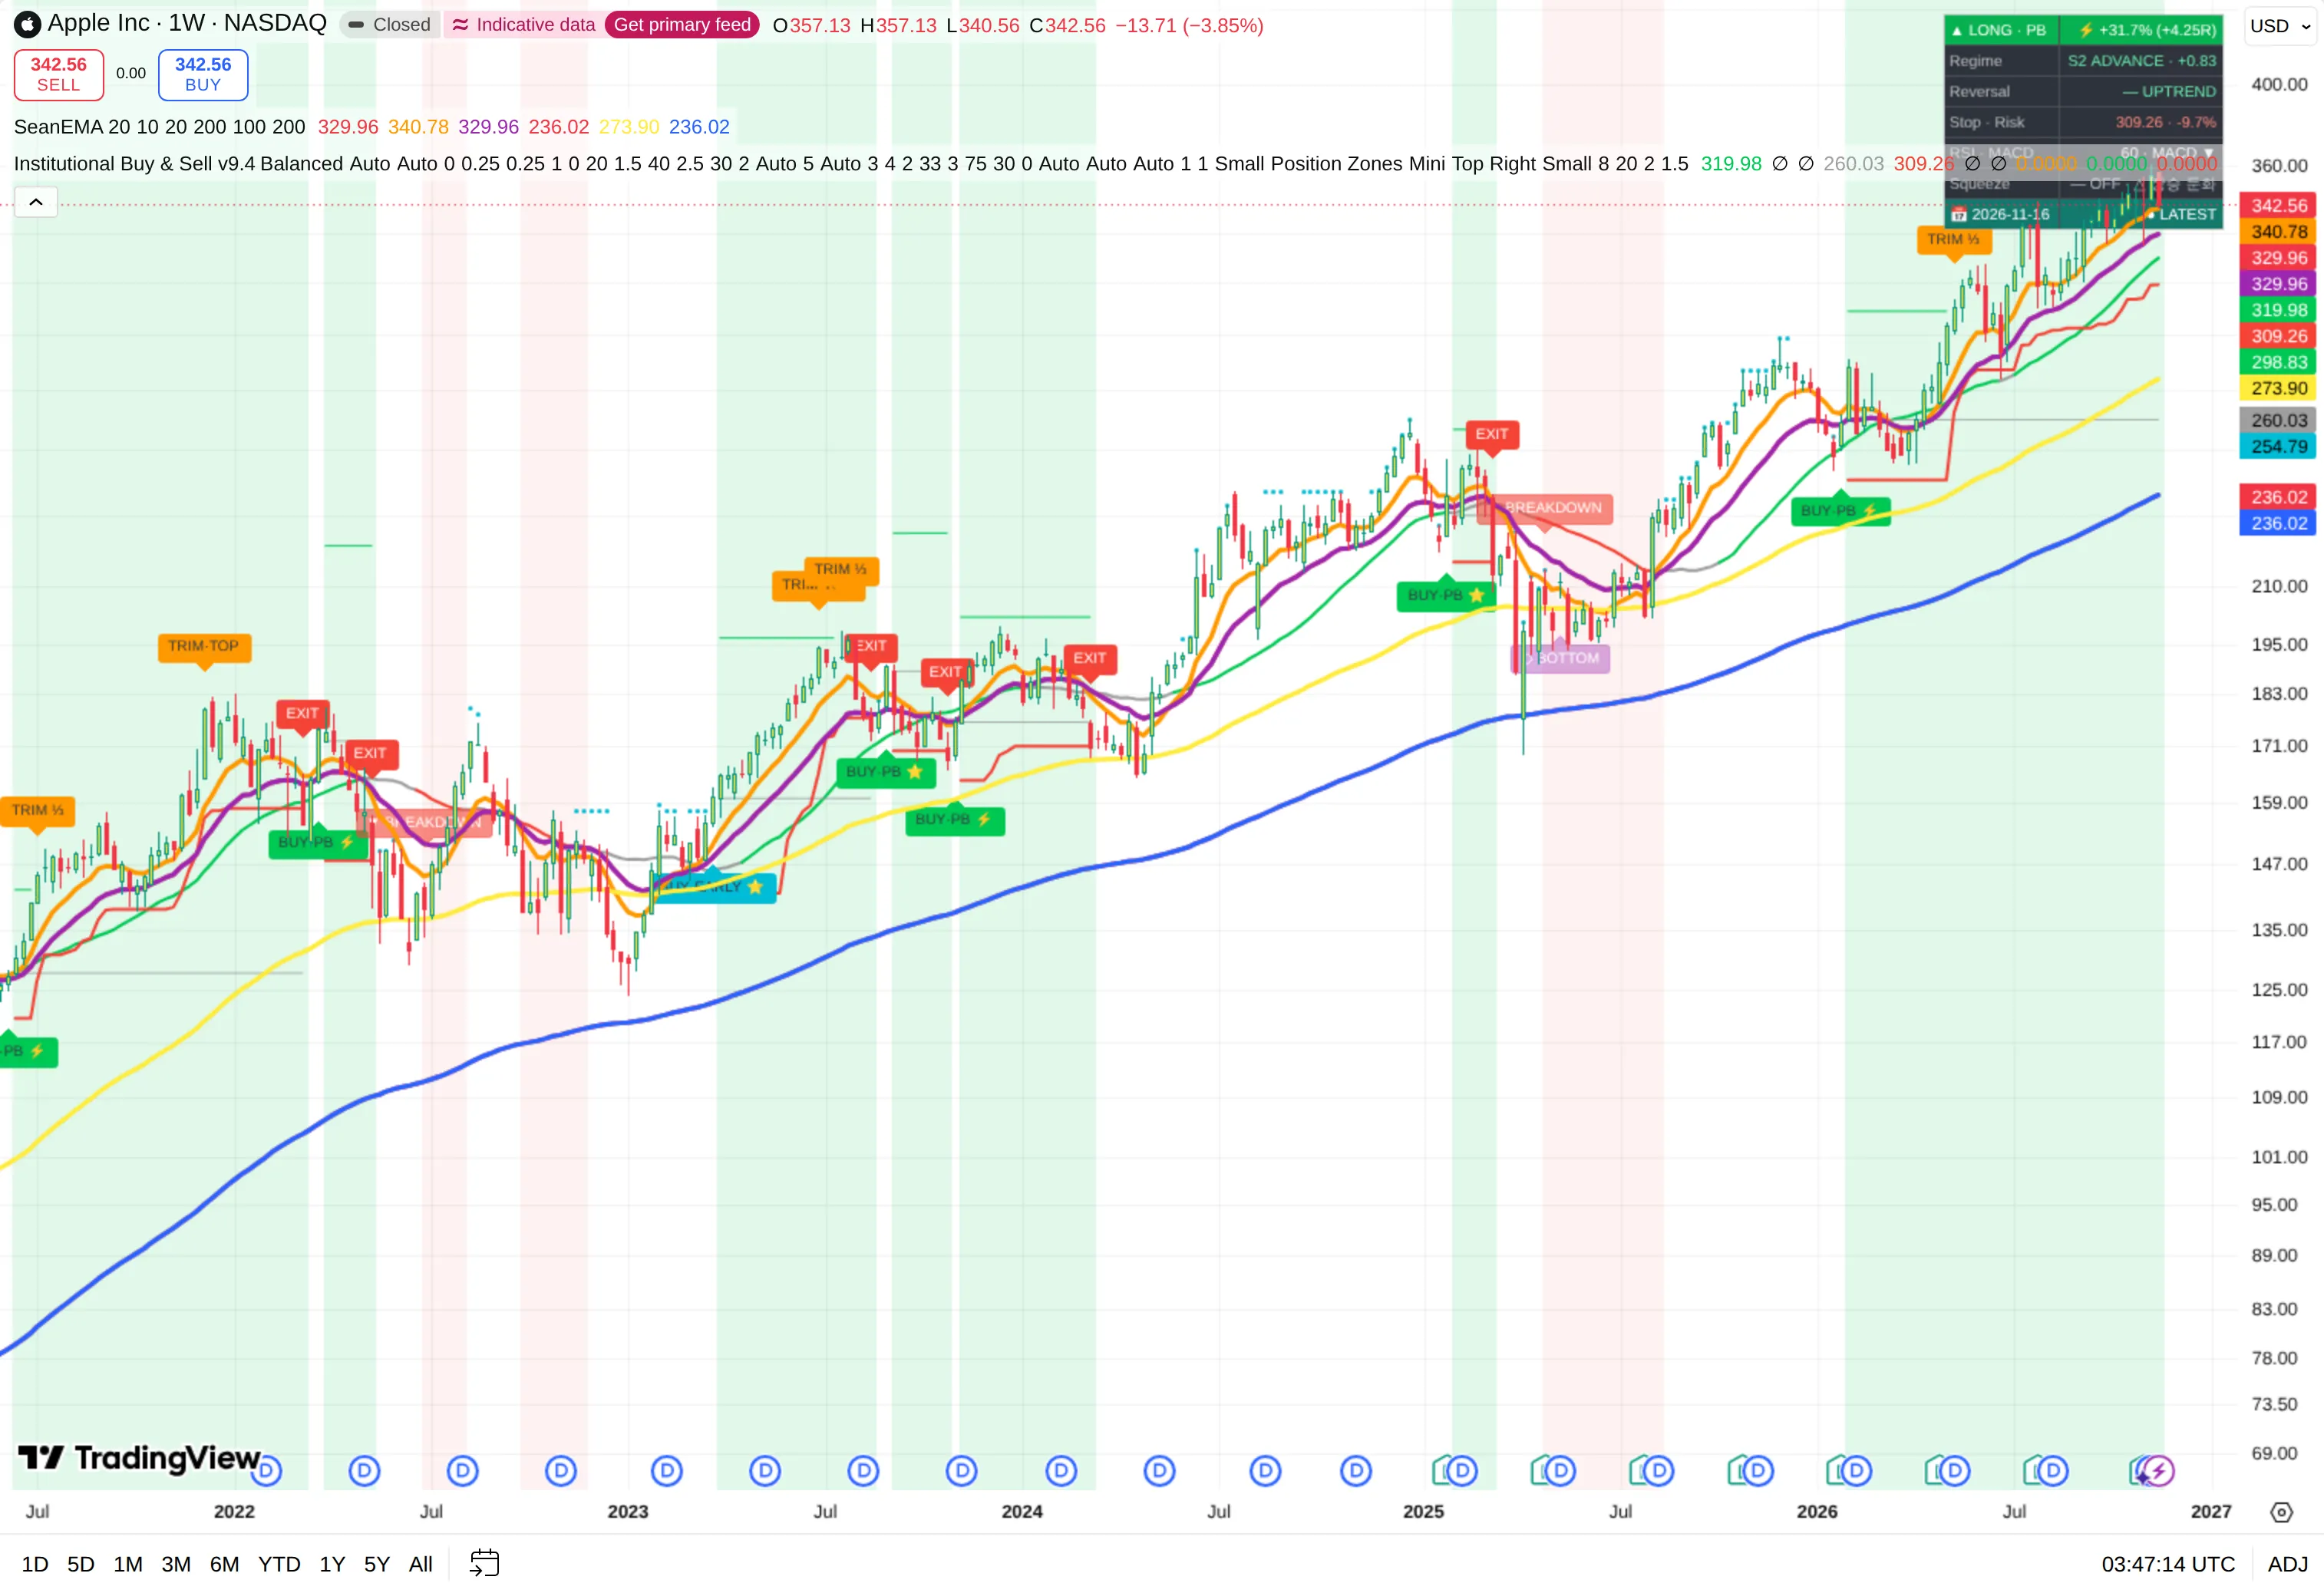 Apple Inc · 1W · NASDAQ Closed Indicative data Get primary feed O357.13 H357.13 L340.56 C342.56 −13.71 (−3.85%)
342.56 SELL 0.00 342.56 BUY
SeanEMA 20 10 20 200 100 200 329.96 340.78 329.96 236.02 273.90 236.02
Institutional Buy & Sell v9.4 Balanced Auto Auto 0 0.25 0.25 1 0 20 1.5 40 2.5 30 2 Auto 5 Auto 3 4 2 33 3 75 30 0 Auto Auto Auto 1 1 Small Position Zones Mini Top Right Small 8 20 2 1.5 319.98 ∅ ∅ 260.03 309.26 ∅ ∅ 0.0000 0.0000 0.0000
▲ LONG · PB ⚡ +31.7% (+4.25R)
Regime S2 ADVANCE · +0.83
Reversal — UPTREND
Stop · Risk 309.26 · -9.7%
RSI · MACD 60 · MACD ▼
Squeeze — OFF
2026-11-16 LATEST
USD
400.00
360.00
342.56
340.78
329.96
329.96
319.98
309.26
298.83
273.90
260.03
254.79
236.02
236.02
210.00
195.00
183.00
171.00
159.00
147.00
135.00
125.00
117.00
109.00
101.00
95.00
89.00
83.00
78.00
73.50
69.00
TRIM ⅓
EXIT
BREAKDOWN
BUY·PB ⚡
BUY·PB ⭐
BOTTOM
TRIM ⅓
TRIM·TOP
EXIT
EXIT
EXIT
EXIT
EXIT
BUY·PB ⭐
BUY·PB ⚡
TRIM ⅓
BUY·PB ⚡
BREAKDOWN
EARLY ⭐
PB ⚡
TradingView
D D D D D D D D D D D D D D D D D D D
Jul 2022 Jul 2023 Jul 2024 Jul 2025 Jul 2026 Jul 2027
1D 5D 1M 3M 6M YTD 1Y 5Y All 03:47:14 UTC ADJ